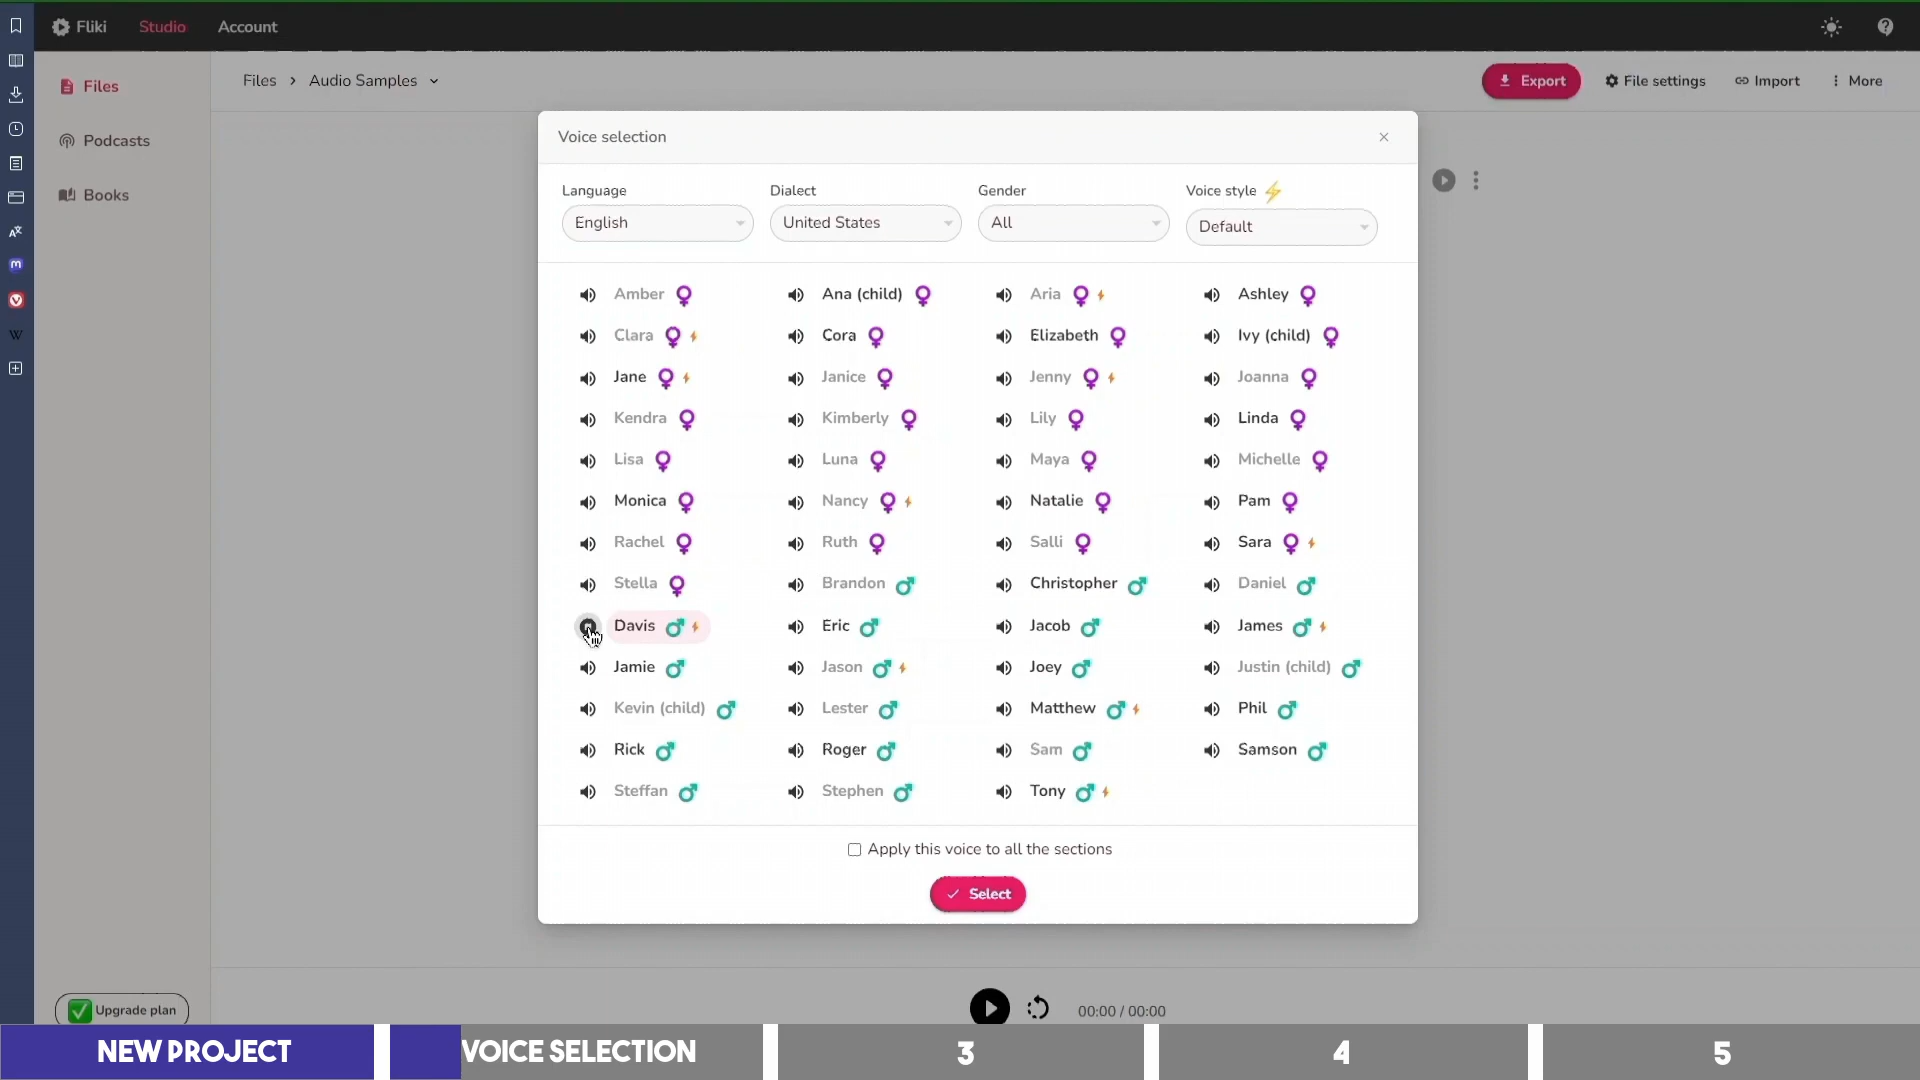 Fliki Studio Account
Files
Podcasts
Books
Files > Audio Samples
Export File settings Import More
Voice selection
Language Dialect Gender Voice style
English United States All Default
Amber Ana (child) Aria Ashley
Clara Cora Elizabeth Ivy (child)
Jane Janice Jenny Joanna
Kendra Kimberly Lily Linda
Lisa Luna Maya Michelle
Monica Nancy Natalie Pam
Rachel Ruth Salli Sara
Stella Brandon Christopher Daniel
Davis Eric Jacob James
Jamie Jason Joey Justin (child)
Kevin (child) Lester Matthew Phil
Rick Roger Sam Samson
Steffan Stephen Tony
Apply this voice to all the sections
Select
Upgrade plan
00:00 / 00:00
NEW PROJECT VOICE SELECTION 3 4 5